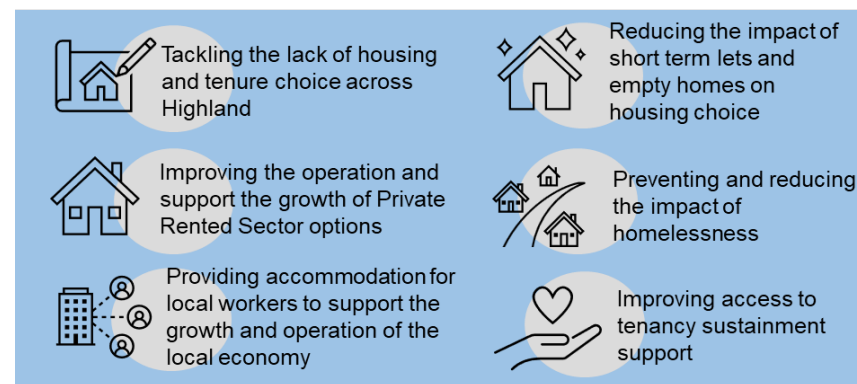 Tackling the lack of housing
and tenure choice across
Highland
Reducing the impact of
short term lets and
empty homes on
housing choice
Improving the operation and
support the growth of Private
Rented Sector options
Preventing and reducing
the impact of
homelessness
Providing accommodation for
local workers to support the
growth and operation of the
local economy
Improving access to
tenancy sustainment
support